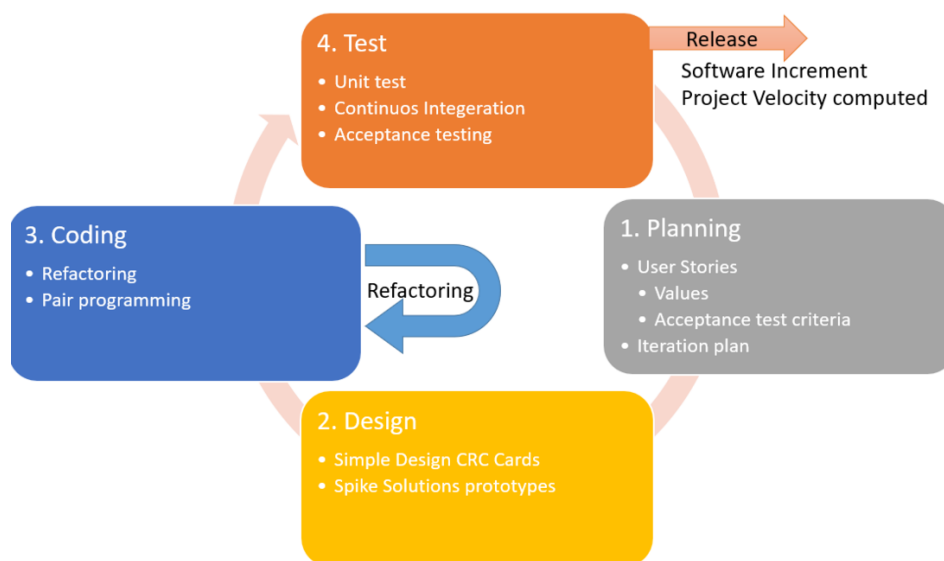 4. Test
• Unit test
• Continuos Integeration
• Acceptance testing
Release
Software Increment
Project Velocity computed
1. Planning
• User Stories
• Values
• Acceptance test criteria
• Iteration plan
2. Design
• Simple Design CRC Cards
• Spike Solutions prototypes
3. Coding
• Refactoring
• Pair programming
Refactoring